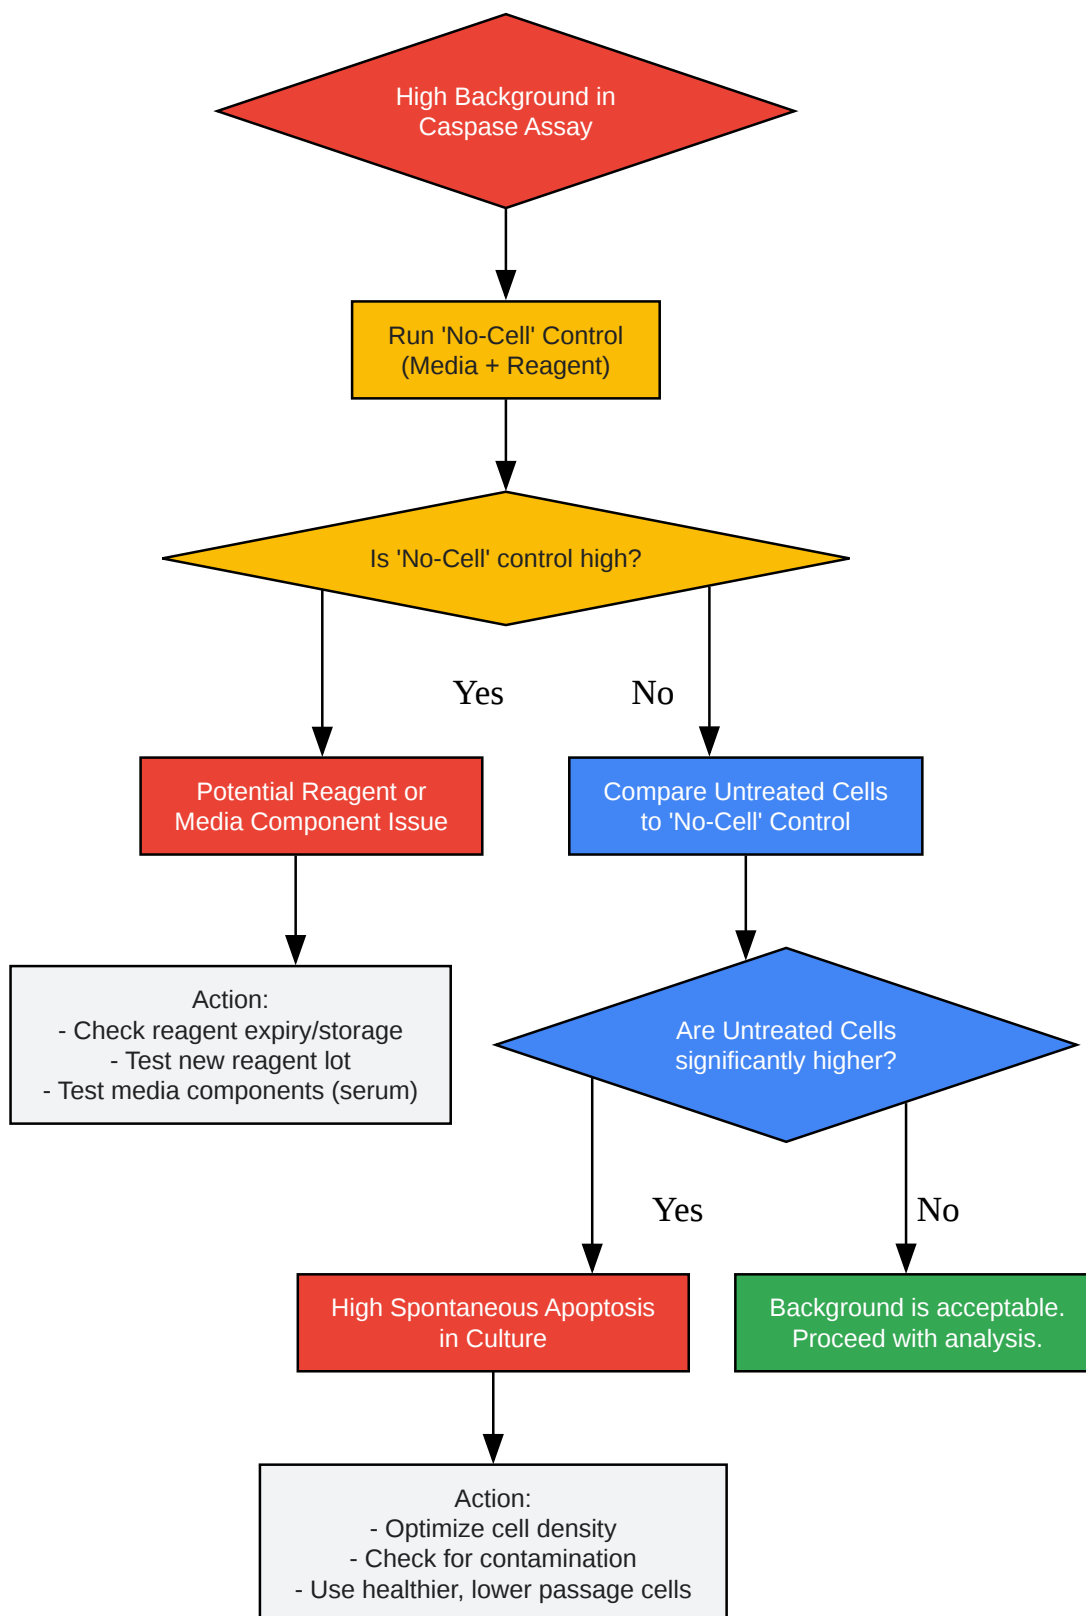 High Background in
Caspase Assay
Run 'No-Cell' Control
(Media + Reagent)
Is 'No-Cell' control high?
Yes
No
Potential Reagent or
Media Component Issue
Compare Untreated Cells
to 'No-Cell' Control
Action:
- Check reagent expiry/storage
- Test new reagent lot
- Test media components (serum)
Are Untreated Cells
significantly higher?
Yes
No
High Spontaneous Apoptosis
in Culture
Background is acceptable.
Proceed with analysis.
Action:
- Optimize cell density
- Check for contamination
- Use healthier, lower passage cells